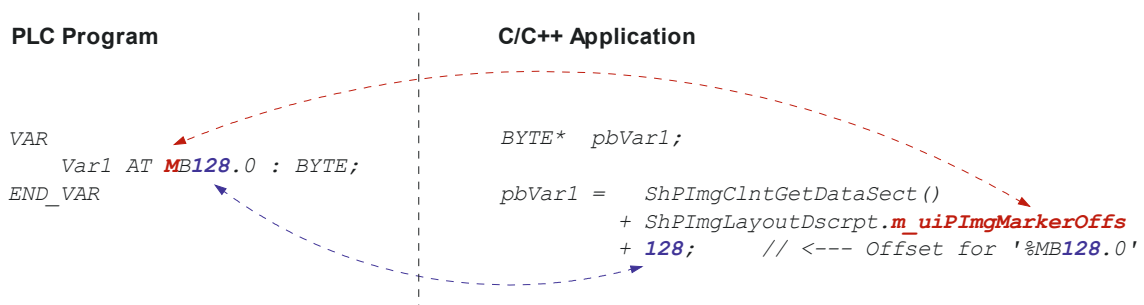 PLC Program
C/C++ Application
VAR
Var1 AT MB128.0 : BYTE;
END_VAR
BYTE* pbVar1;
pbVar1 = ShPImgClntGetDataSect()
+ ShPImgLayoutDscrpt.m_uiPImgMarkerOffs
+ 128; // <--- Offset for '%MB128.0'